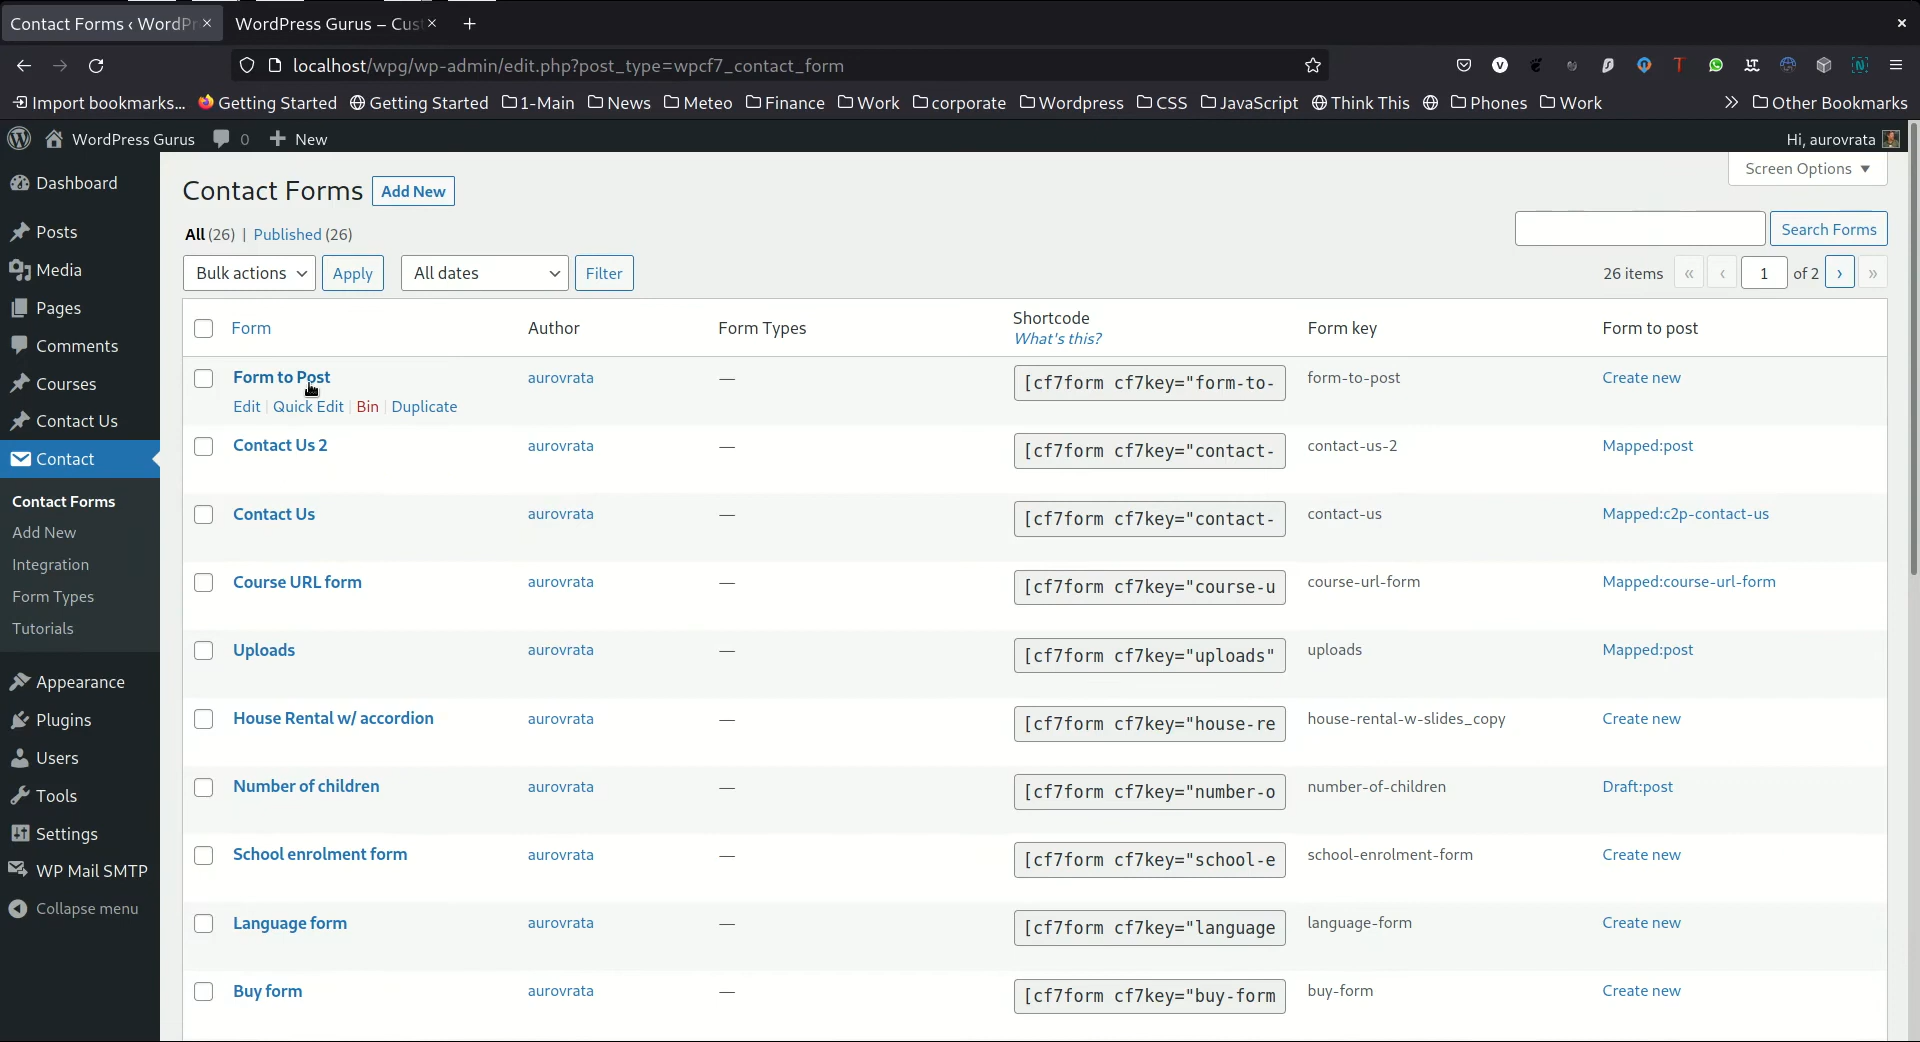 Contact Forms ‹ WordPr
WordPress Gurus – Cust
localhost/wpg/wp-admin/edit.php?post_type=wpcf7_contact_form
Import bookmarks... Getting Started Getting Started 1-Main News Meteo Finance Work corporate Wordpress CSS JavaScript Think This Phones Work Other Bookmarks
WordPress Gurus 0 New Hi, aurovrata
Dashboard
Posts
Media
Pages
Comments
Courses
Contact Us
Contact
Contact Forms
Add New
Integration
Form Types
Tutorials
Appearance
Plugins
Users
Tools
Settings
WP Mail SMTP
Collapse menu
Screen Options
Contact Forms Add New
All (26) | Published (26)
Search Forms
Bulk actions Apply All dates Filter
26 items « ‹ 1 of 2 › »
Form Author Form Types Shortcode What's this? Form key Form to post
Form to Post aurovrata — [cf7form cf7key="form-to- form-to-post Create new
Edit | Quick Edit | Bin | Duplicate
Contact Us 2 aurovrata — [cf7form cf7key="contact- contact-us-2 Mapped:post
Contact Us aurovrata — [cf7form cf7key="contact- contact-us Mapped:c2p-contact-us
Course URL form aurovrata — [cf7form cf7key="course-u course-url-form Mapped:course-url-form
Uploads aurovrata — [cf7form cf7key="uploads" uploads Mapped:post
House Rental w/ accordion aurovrata — [cf7form cf7key="house-re house-rental-w-slides_copy Create new
Number of children aurovrata — [cf7form cf7key="number-o number-of-children Draft:post
School enrolment form aurovrata — [cf7form cf7key="school-e school-enrolment-form Create new
Language form aurovrata — [cf7form cf7key="language language-form Create new
Buy form aurovrata — [cf7form cf7key="buy-form buy-form Create new